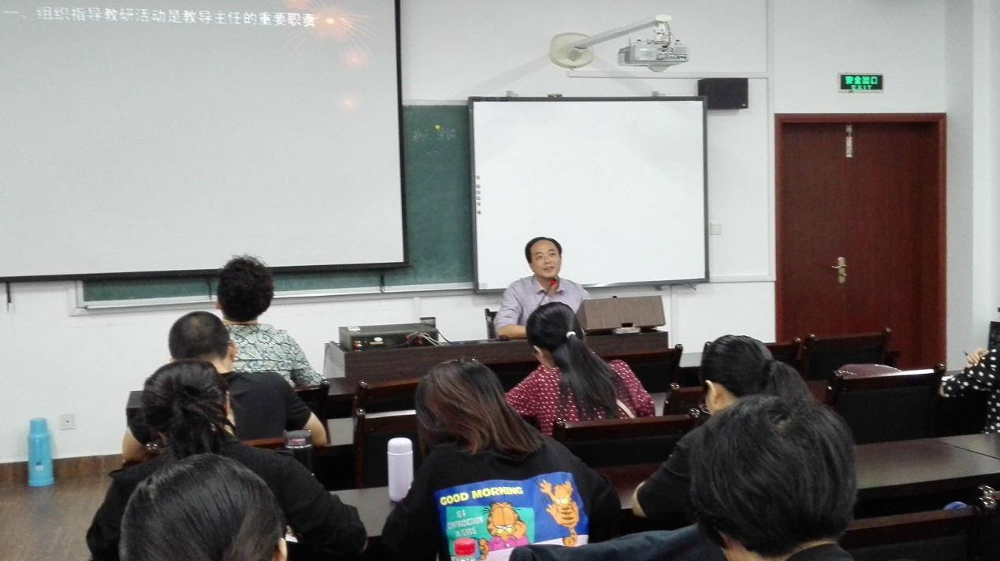 一、组织指导教研活动是教导主任的重要职责
安全出口
EXIT
GOOD MORNING
IS A
CONTRADICTION
IN TERMS